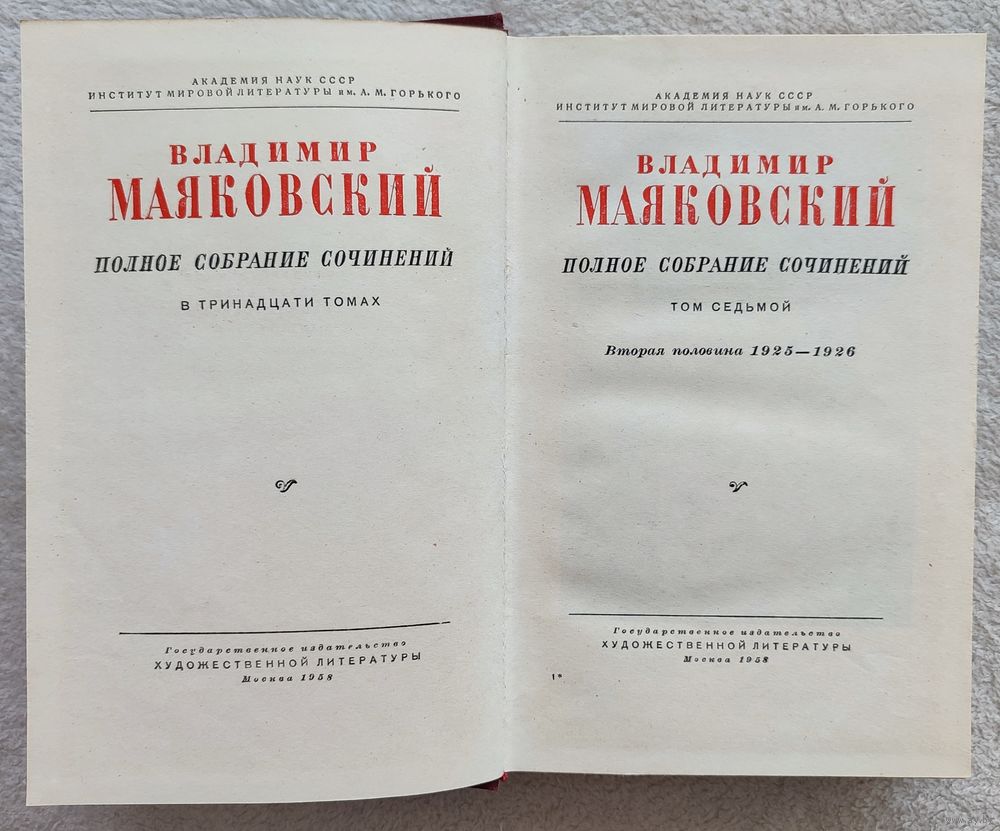 АКАДЕМИЯ НАУК СССР
ИНСТИТУТ МИРОВОЙ ЛИТЕРАТУРЫ им. А. М. ГОРЬКОГО
ВЛАДИМИР
МАЯКОВСКИЙ
ПОЛНОЕ СОБРАНИЕ СОЧИНЕНИЙ
В ТРИНАДЦАТИ ТОМАХ
Государственное издательство
ХУДОЖЕСТВЕННОЙ ЛИТЕРАТУРЫ
Москва 1958
АКАДЕМИЯ НАУК СССР
ИНСТИТУТ МИРОВОЙ ЛИТЕРАТУРЫ им. А. М. ГОРЬКОГО
ВЛАДИМИР
МАЯКОВСКИЙ
ПОЛНОЕ СОБРАНИЕ СОЧИНЕНИЙ
ТОМ СЕДЬМОЙ
Вторая половина 1925—1926
Государственное издательство
ХУДОЖЕСТВЕННОЙ ЛИТЕРАТУРЫ
Москва 1958
1*